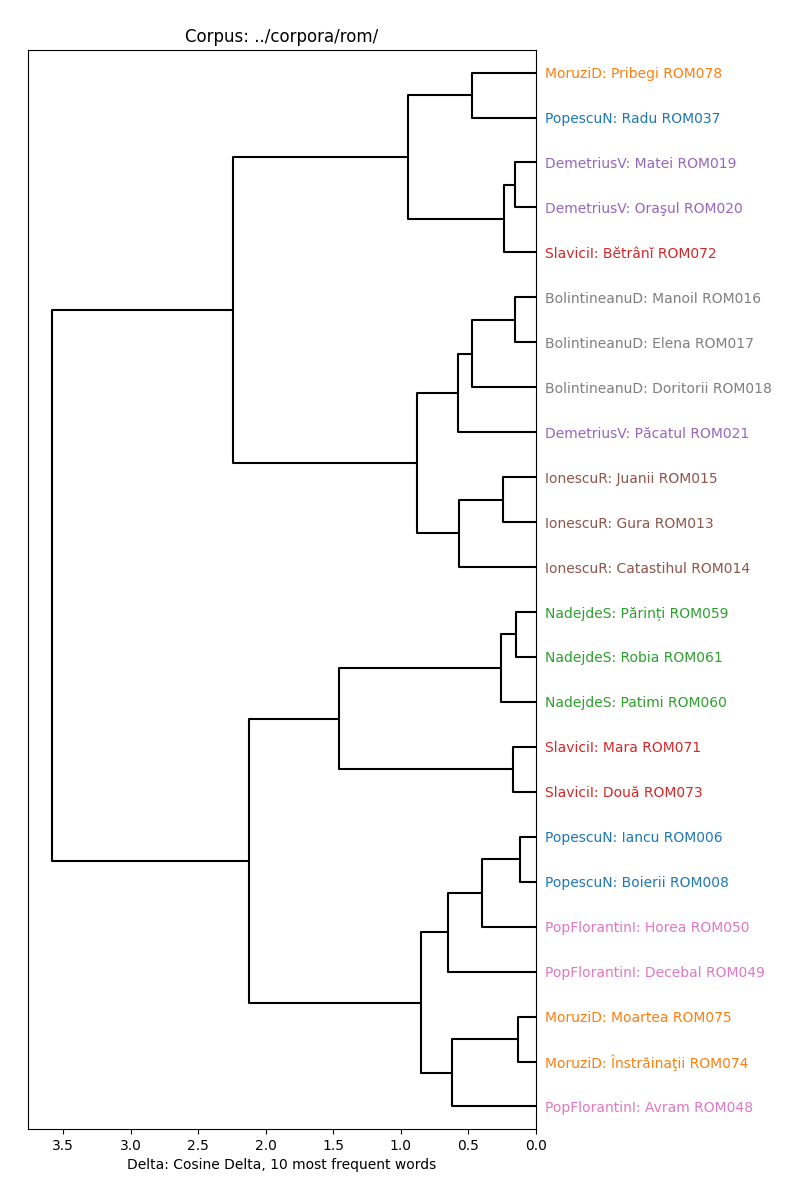 Corpus: ../corpora/rom/
MoruziD: Pribegi ROM078
PopescuN: Radu ROM037
DemetriusV: Matei ROM019
DemetriusV: Oraşul ROM020
SlaviciI: Bĕtrânĭ ROM072
BolintineanuD: Manoil ROM016
BolintineanuD: Elena ROM017
BolintineanuD: Doritorii ROM018
DemetriusV: Păcatul ROM021
IonescuR: Juanii ROM015
IonescuR: Gura ROM013
IonescuR: Catastihul ROM014
NadejdeS: Părinți ROM059
NadejdeS: Robia ROM061
NadejdeS: Patimi ROM060
SlaviciI: Mara ROM071
SlaviciI: Două ROM073
PopescuN: Iancu ROM006
PopescuN: Boierii ROM008
PopFlorantinI: Horea ROM050
PopFlorantinI: Decebal ROM049
MoruziD: Moartea ROM075
MoruziD: Înstrăinaţii ROM074
PopFlorantinI: Avram ROM048
3.5 3.0 2.5 2.0 1.5 1.0 0.5 0.0
Delta: Cosine Delta, 10 most frequent words